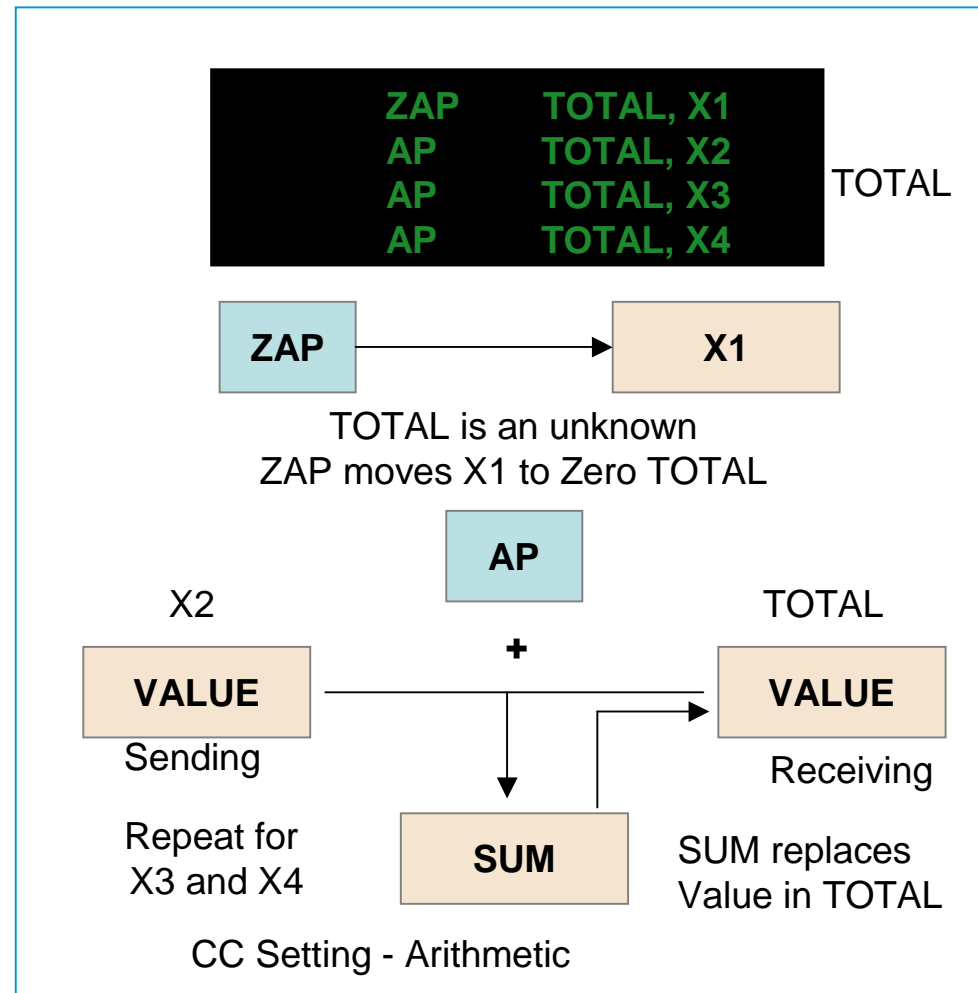 ZAP TOTAL, X1
AP TOTAL, X2
AP TOTAL, X3
AP TOTAL, X4
TOTAL
ZAP
X1
TOTAL is an unknown
ZAP moves X1 to Zero TOTAL
AP
X2
TOTAL
+
VALUE
VALUE
Sending
Receiving
Repeat for
X3 and X4
SUM
SUM replaces
Value in TOTAL
CC Setting - Arithmetic